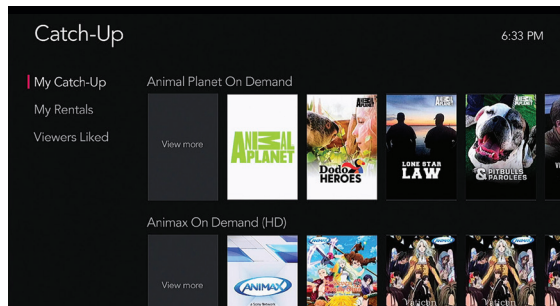 Catch-Up
6:33 PM
My Catch-Up
My Rentals
Viewers Liked
Animal Planet On Demand
View more
ANIMAL
PLANET
Dodo
HEROES
LONE STAR
LAW
PITBULLS
& PAROLEES
Animax On Demand (HD)
View more
ANIMAX